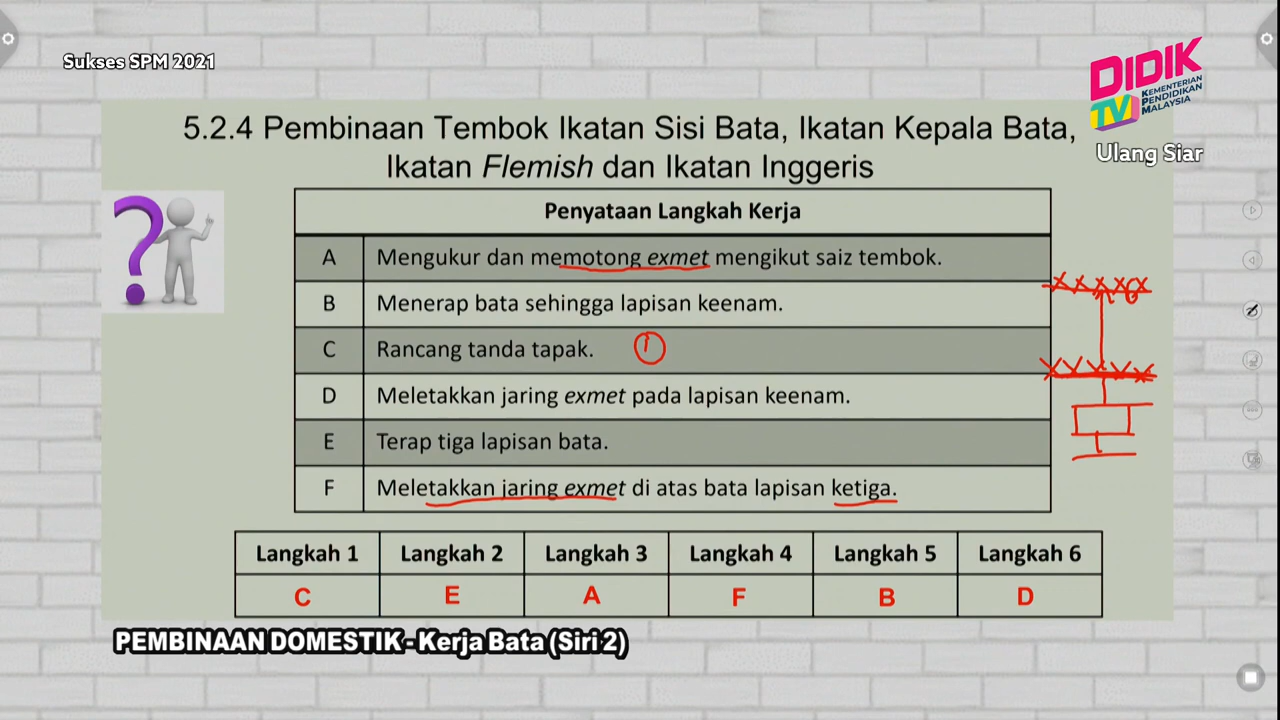 Sukses SPM 2021
DIDIK
TV
KEMENTERIAN
PENDIDIKAN
MALAYSIA
Ulang Siar
5.2.4 Pembinaan Tembok Ikatan Sisi Bata, Ikatan Kepala Bata,
Ikatan Flemish dan Ikatan Inggeris
Penyataan Langkah Kerja
A Mengukur dan memotong exmet mengikut saiz tembok.
B Menerap bata sehingga lapisan keenam.
C Rancang tanda tapak. 1
D Meletakkan jaring exmet pada lapisan keenam.
E Terap tiga lapisan bata.
F Meletakkan jaring exmet di atas bata lapisan ketiga.
Langkah 1 Langkah 2 Langkah 3 Langkah 4 Langkah 5 Langkah 6
C E A F B D
PEMBINAAN DOMESTIK - Kerja Bata (Siri 2)